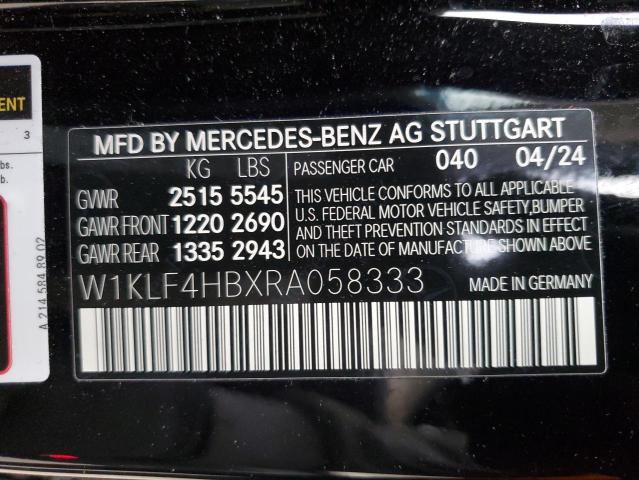 ENT
3
bs.
b.
A 214 584 89 02
MFD BY MERCEDES-BENZ AG STUTTGART
KG LBS PASSENGER CAR 040 04/24
GWR 2515 5545
GAWR FRONT 1220 2690
GAWR REAR 1335 2943
THIS VEHICLE CONFORMS TO ALL APPLICABLE
U.S. FEDERAL MOTOR VEHICLE SAFETY,BUMPER
AND THEFT PREVENTION STANDARDS IN EFFECT
ON THE DATE OF MANUFACTURE SHOWN ABOVE.
W1KLF4HBXRA058333 MADE IN GERMANY